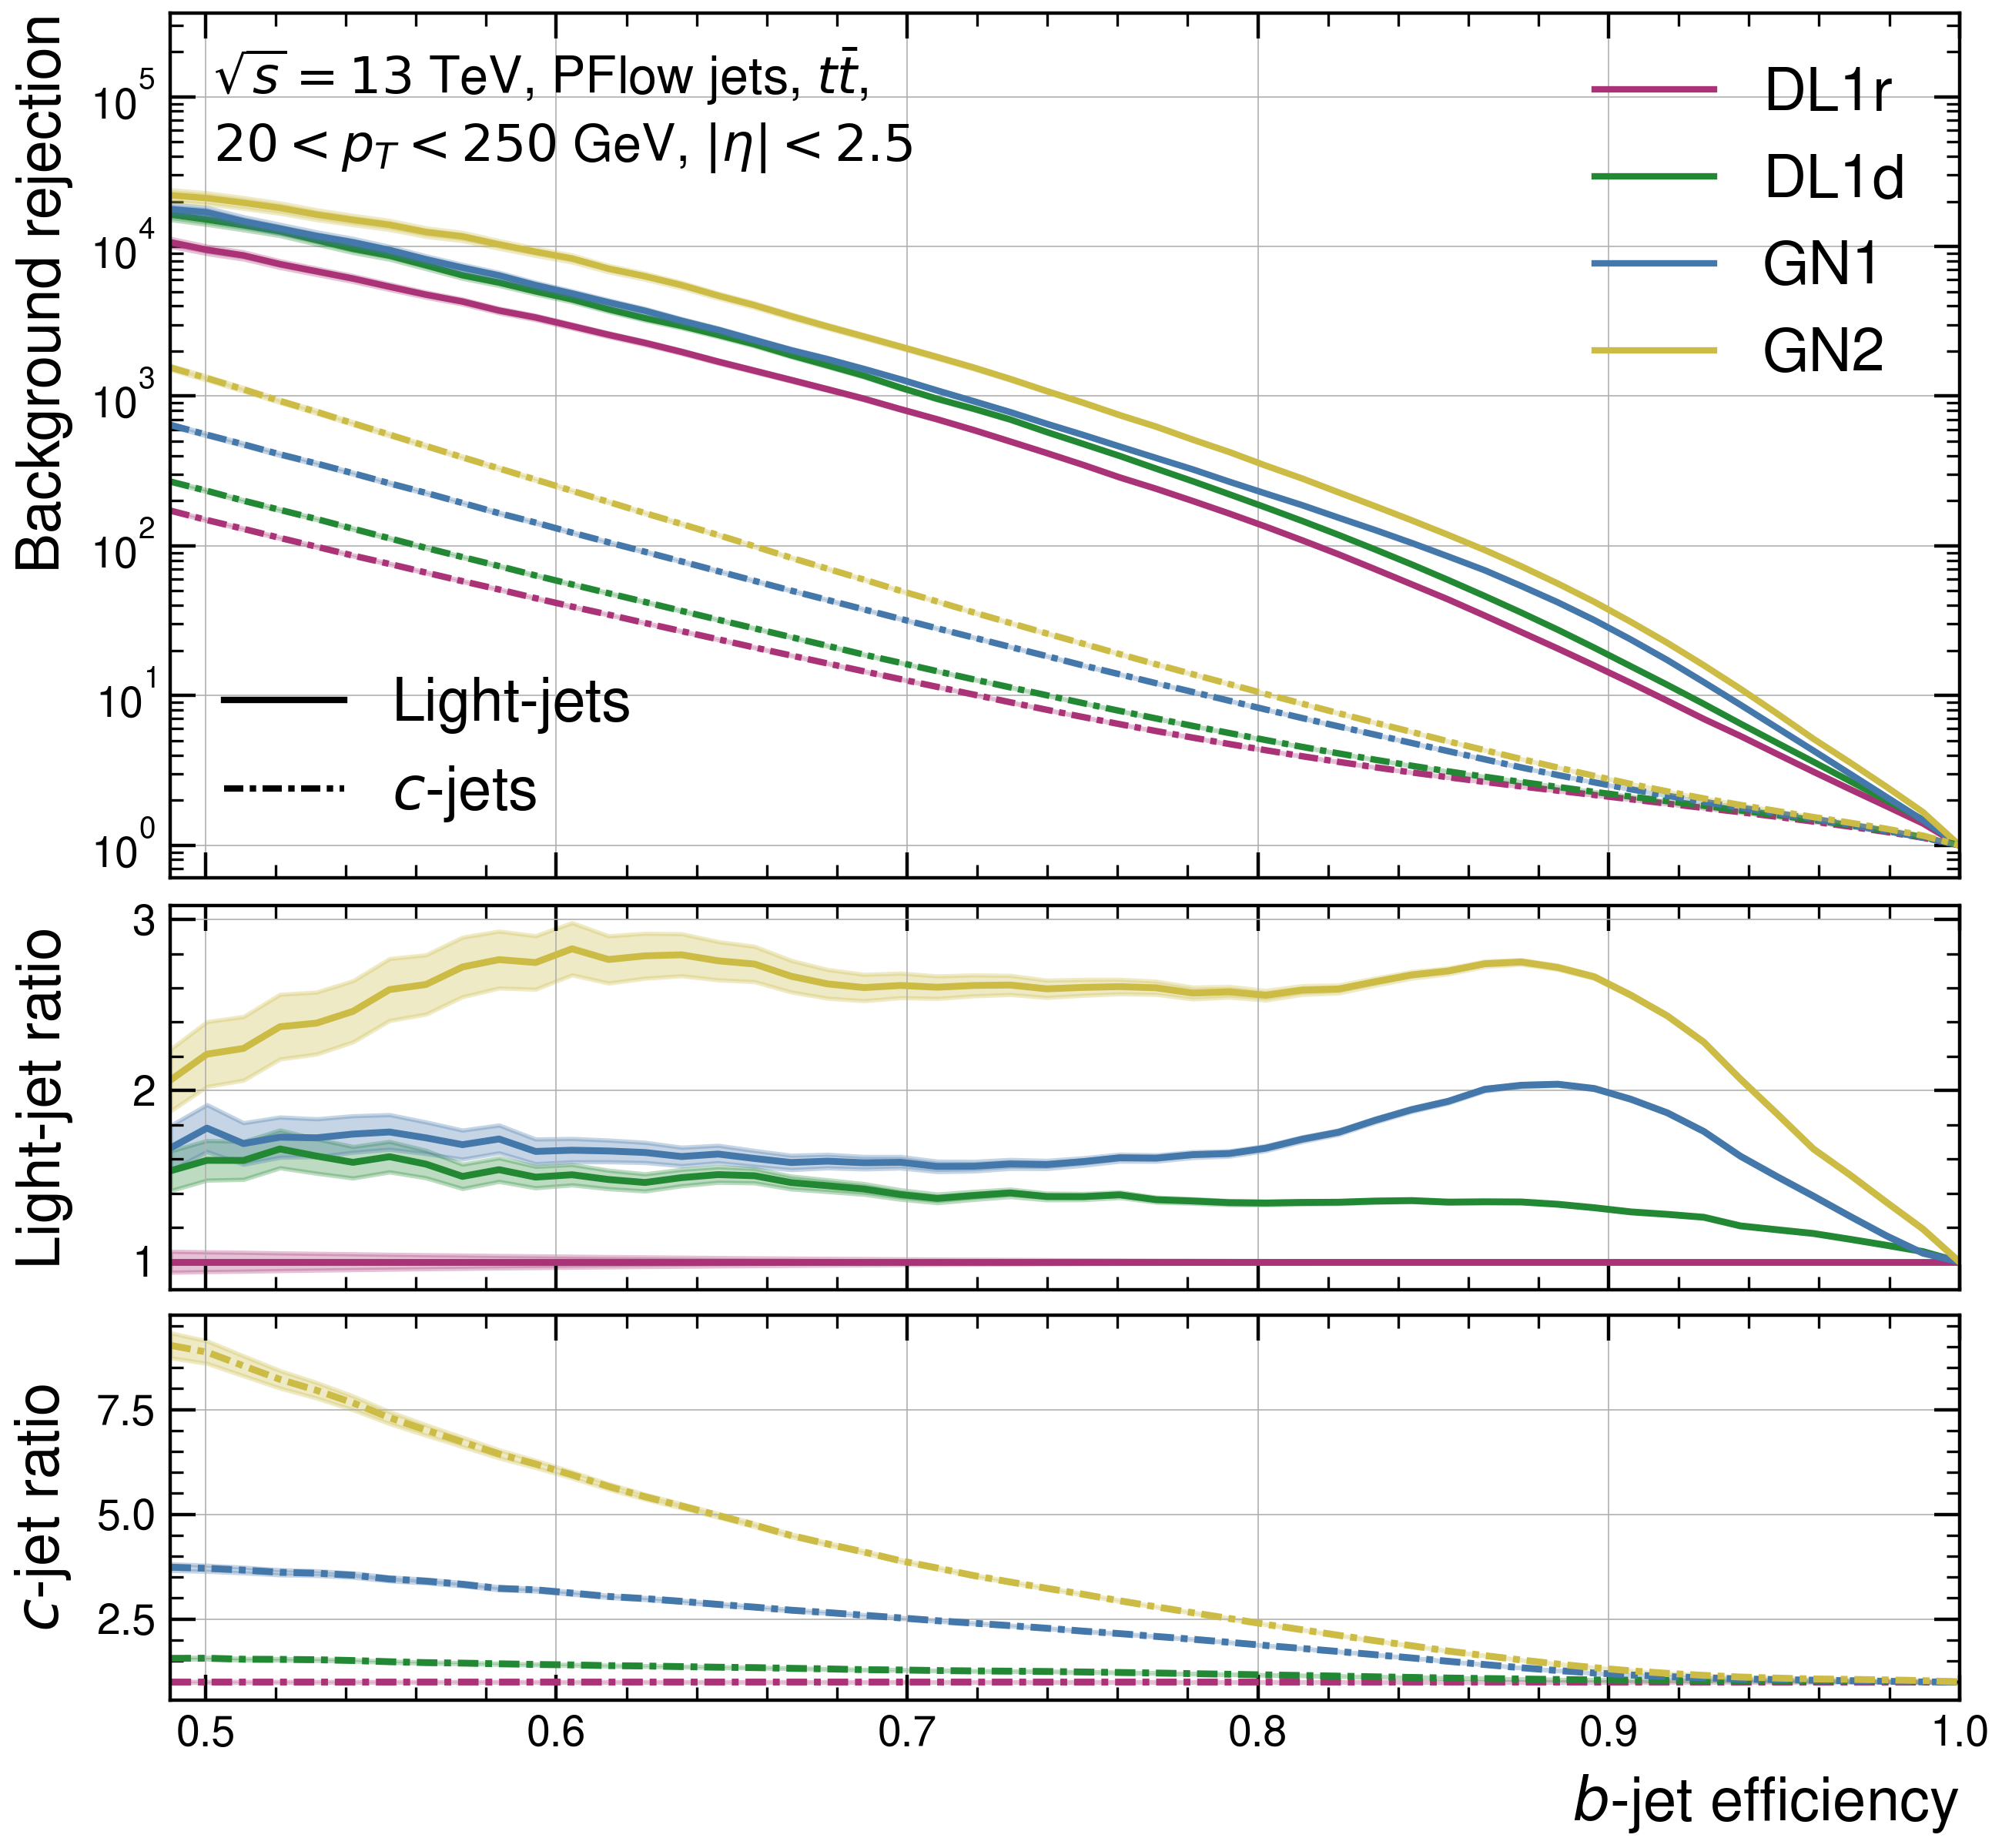 Background rejection
10^5
10^4
10^3
10^2
10^1
10^0
√s = 13 TeV, PFlow jets, tt̄,
20 < p_T < 250 GeV, |η| < 2.5
DL1r
DL1d
GN1
GN2
Light-jets
c-jets
Light-jet ratio
3
2
1
c-jet ratio
7.5
5.0
2.5
0.5 0.6 0.7 0.8 0.9 1.0
b-jet efficiency